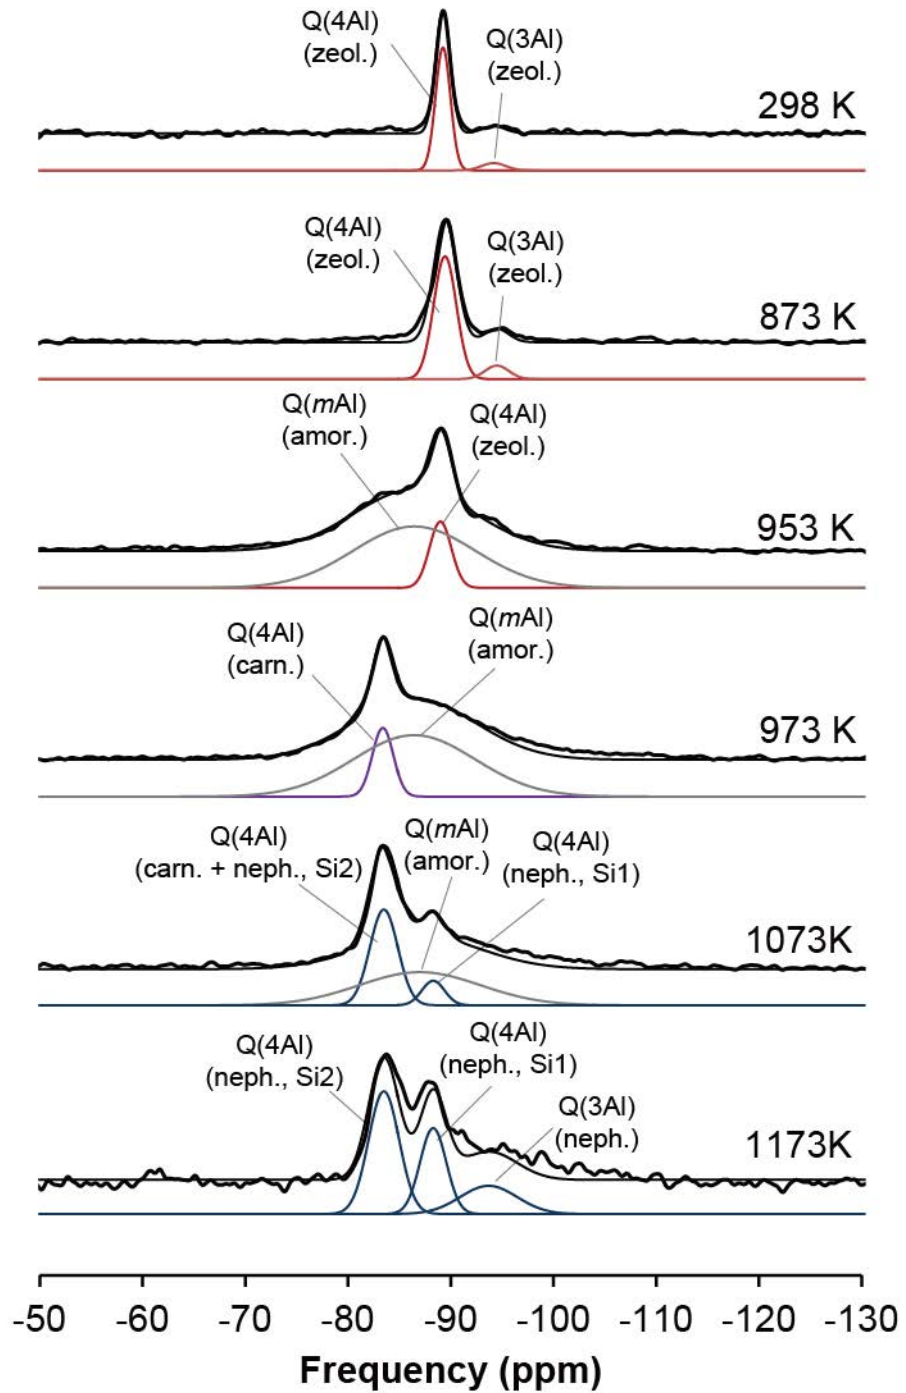 Q(4Al)
(zeol.)
Q(3Al)
(zeol.)
298 K
Q(4Al)
(zeol.)
Q(3Al)
(zeol.)
873 K
Q(mAl)
(amor.)
Q(4Al)
(zeol.)
953 K
Q(4Al)
(carn.)
Q(mAl)
(amor.)
973 K
Q(4Al)
(carn. + neph., Si2)
Q(mAl)
(amor.)
Q(4Al)
(neph., Si1)
1073K
Q(4Al)
(neph., Si2)
Q(4Al)
(neph., Si1)
Q(3Al)
(neph.)
1173K
-50 -60 -70 -80 -90 -100 -110 -120 -130
Frequency (ppm)